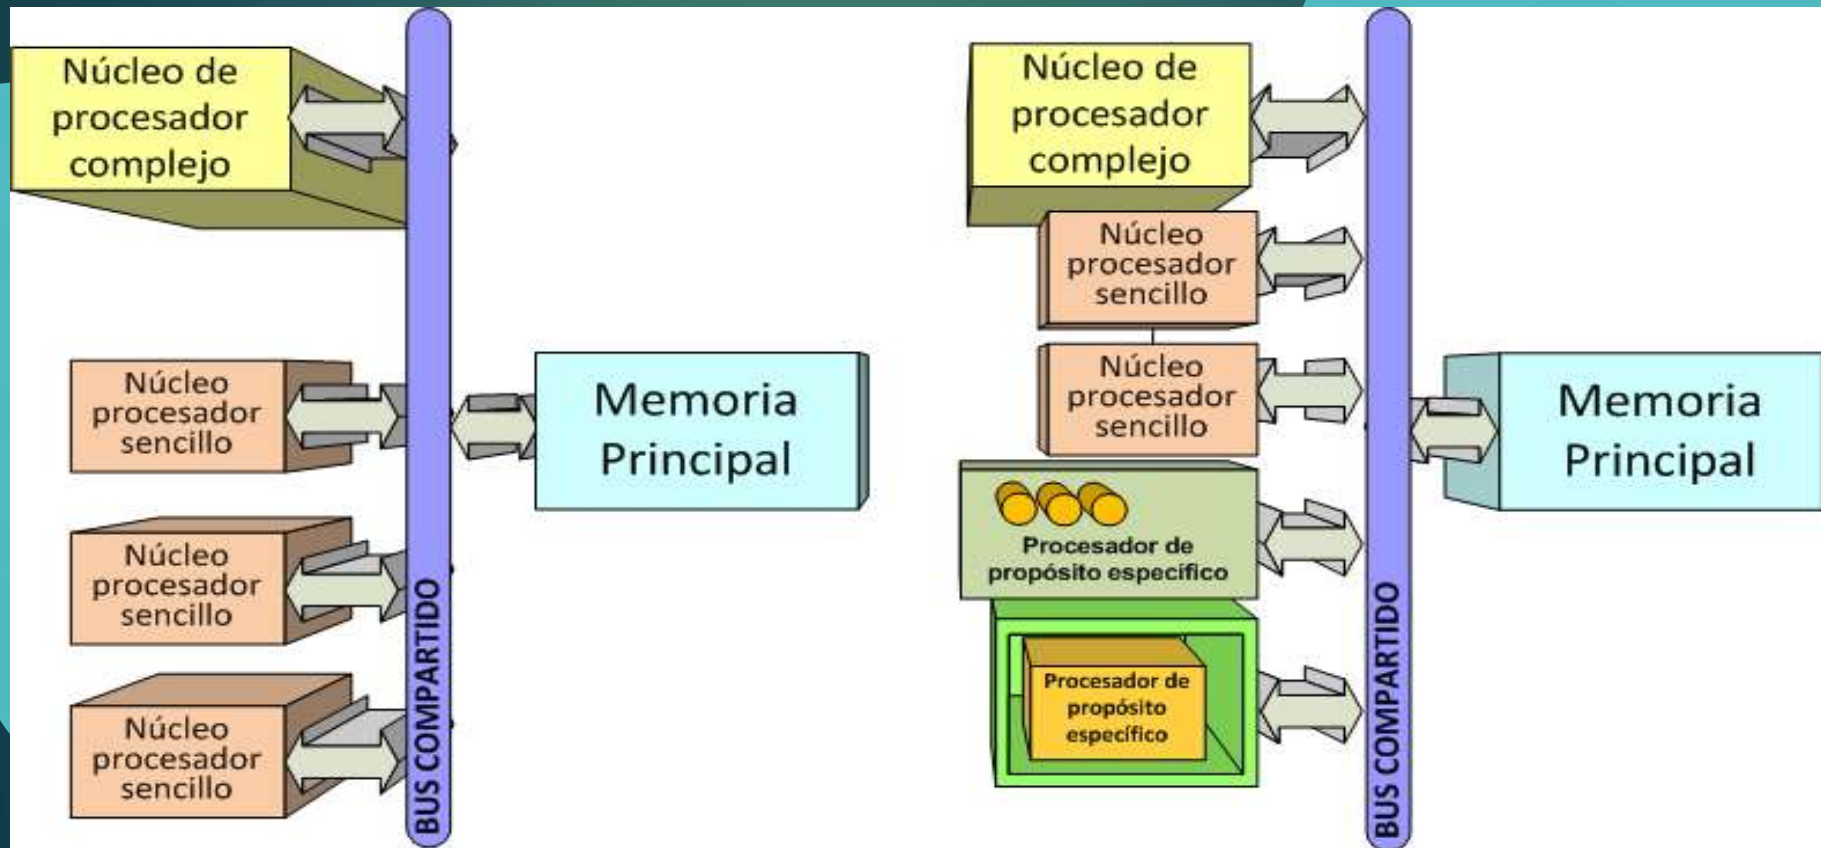 Núcleo de
procesador
complejo
Núcleo
procesador
sencillo
Núcleo
procesador
sencillo
Núcleo
procesador
sencillo
BUS COMPARTIDO
Memoria
Principal
Núcleo de
procesador
complejo
Núcleo
procesador
sencillo
Núcleo
procesador
sencillo
Procesador de
propósito específico
Procesador de
propósito
específico
BUS COMPARTIDO
Memoria
Principal